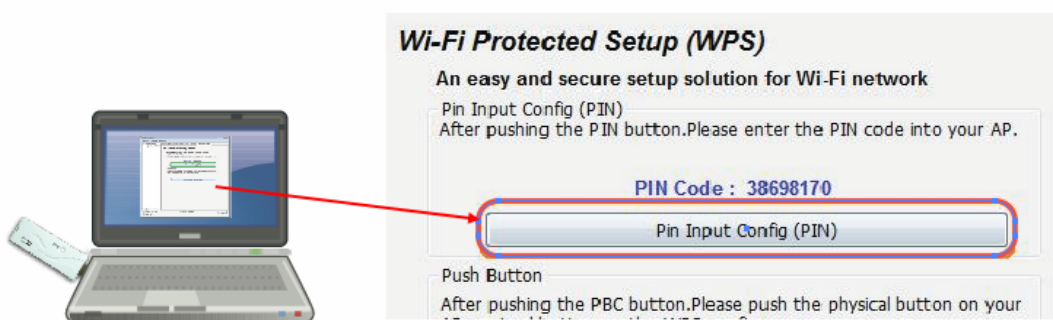 Wi-Fi Protected Setup (WPS)
An easy and secure setup solution for Wi-Fi network
Pin Input Config (PIN)
After pushing the PIN button.Please enter the PIN code into your AP.
PIN Code : 38698170
Pin Input Config (PIN)
Push Button
After pushing the PBC button.Please push the physical button on your